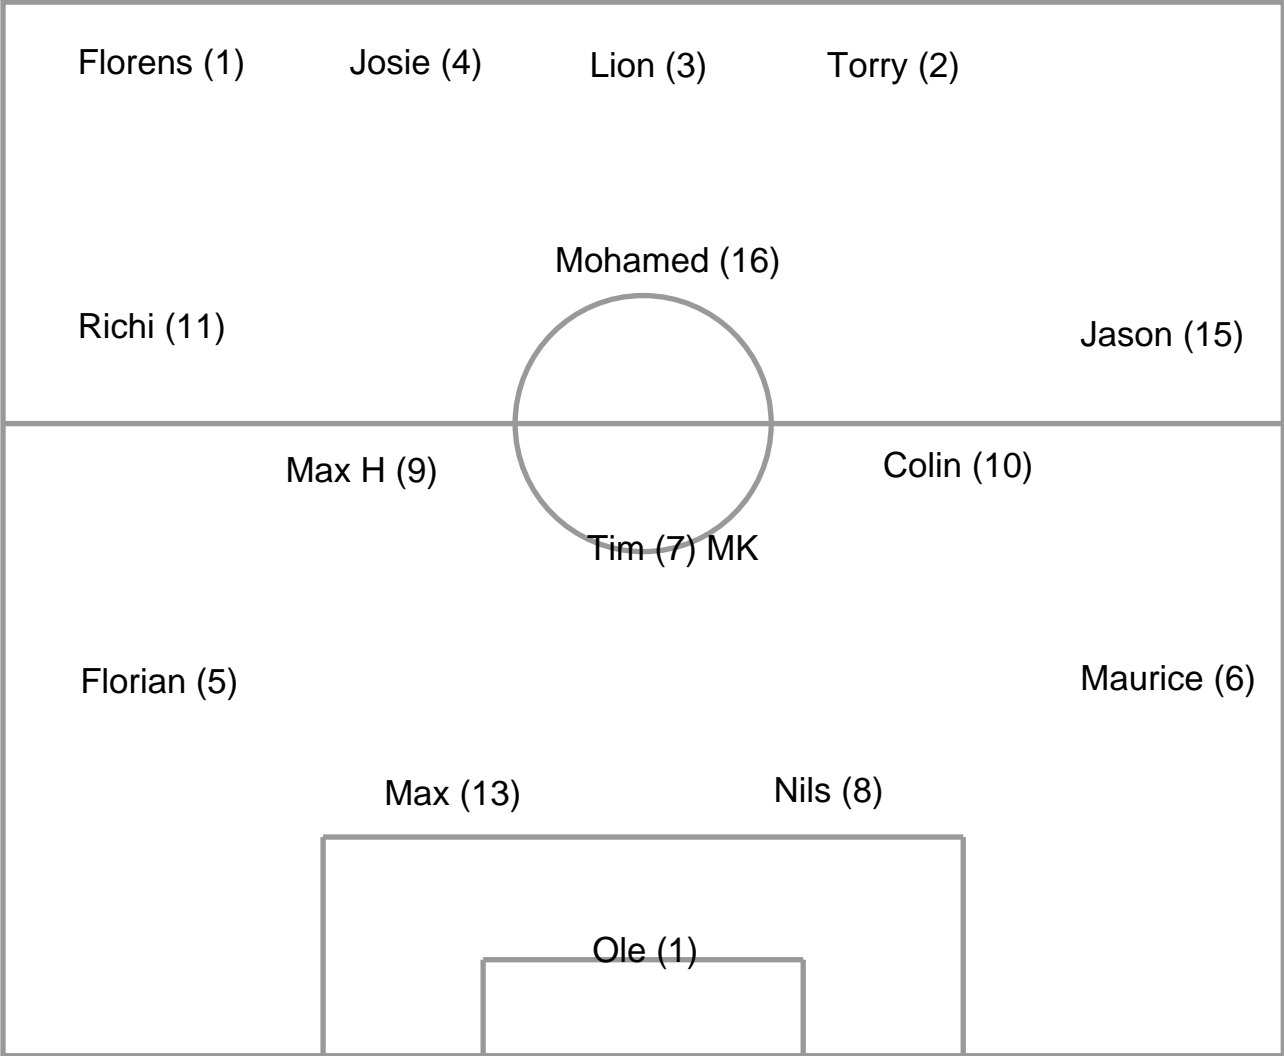 Florens (1)
Josie (4)
Lion (3)
Torry (2)
Mohamed (16)
Richi (11)
Jason (15)
Max H (9)
Colin (10)
Tim (7) MK
Florian (5)
Maurice (6)
Max (13)
Nils (8)
Ole (1)